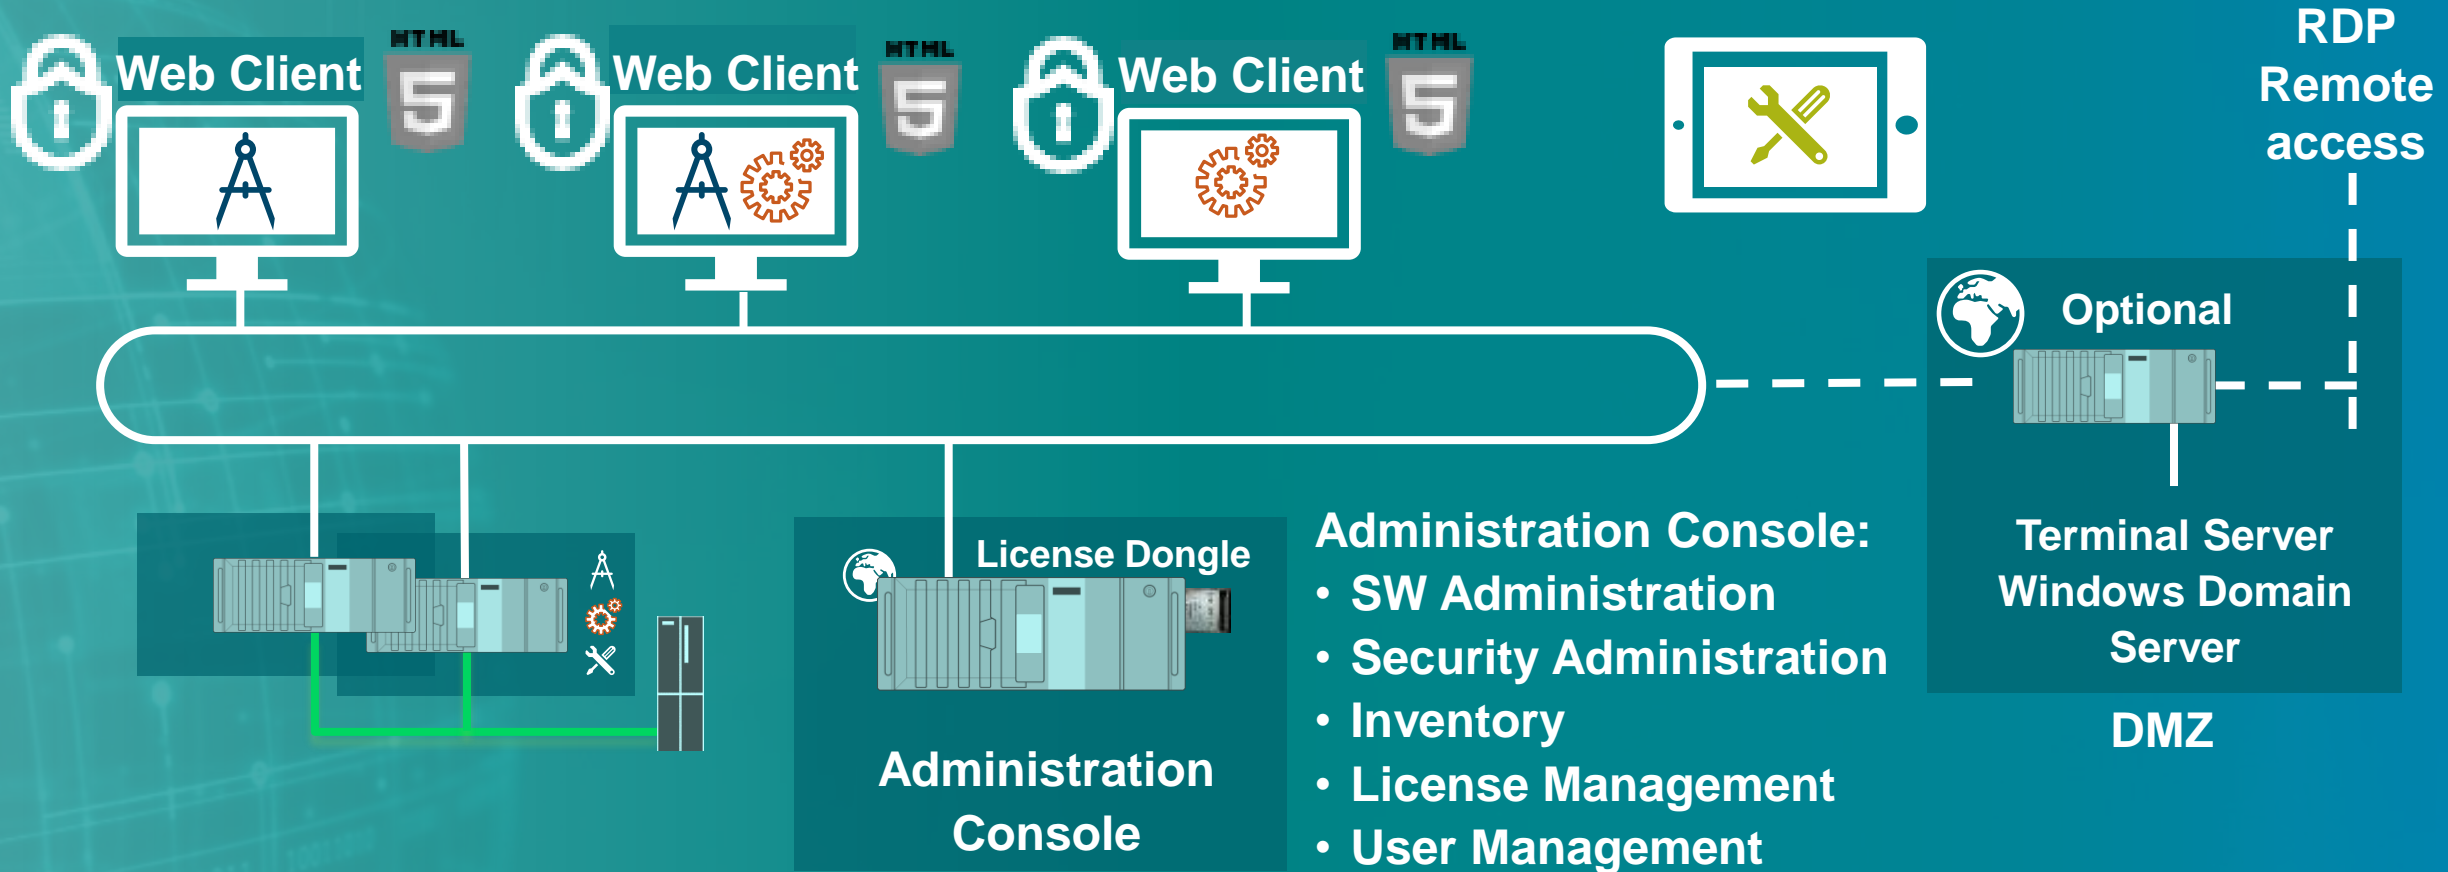 Web Client
HTML
5
Web Client
HTML
5
Web Client
HTML
5
RDP
Remote
access
Optional
Terminal Server
Windows Domain
Server
DMZ
License Dongle
Administration
Console
Administration Console:
• SW Administration
• Security Administration
• Inventory
• License Management
• User Management